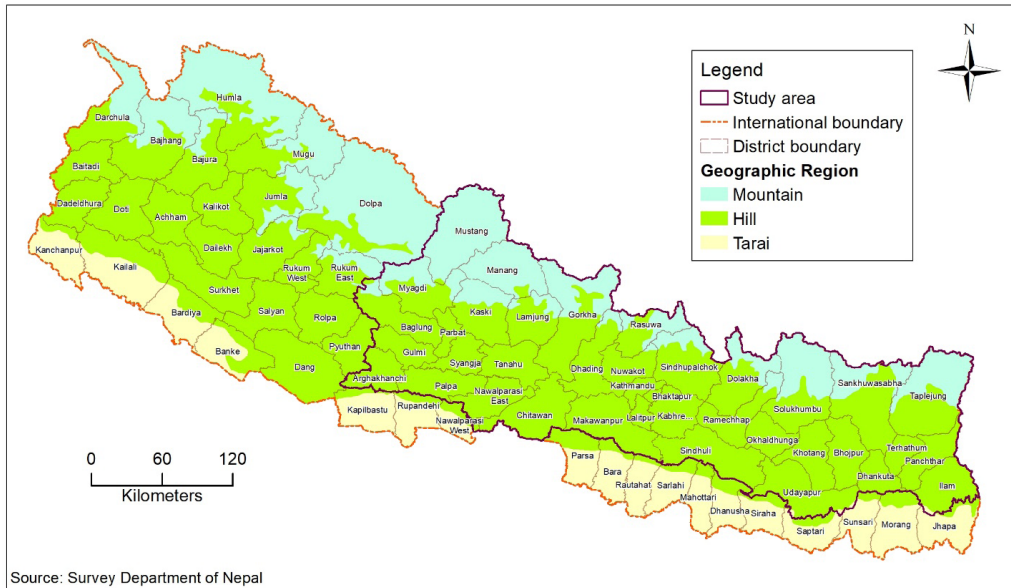 Legend
Study area
International boundary
District boundary
Geographic Region
Mountain
Hill
Tarai
Humla
Darchula
Bajhang
Bajura
Mugu
Baitadi
Dolpa
Jumla
Dadeldhura
Doti
Achham
Kalikot
Mustang
Kanchanpur
Kailali
Dailekh
Jajarkot
Rukum
West
Rukum
East
Manang
Myagdi
Surkhet
Bardiya
Salyan
Rolpa
Kaski
Lamjung
Gorkha
Rasuwa
Baglung
Parbat
Banke
Pyuthan
Gulmi
Syangja
Tanahu
Dhading
Nuwakot
Sindhupalchok
Dolakha
Sankhuwasabha
Dang
Arghakhanchi
Palpa
Nawalparasi
East
Kathmandu
Bhaktapur
Solukhumbu
Taplejung
Kapilbastu
Rupandehi
Nawalparasi
West
Chitawan
Makawanpur
Lalitpur
Kabhre...
Ramechhap
Okhaldhunga
Khotang
Bhojpur
Terhathum
Panchthar
Parsa
Bara
Rautahat
Sarlahi
Sindhuli
Mahottari
Dhanusha
Siraha
Udayapur
Dhankuta
Ilam
Saptari
Sunsari
Morang
Jhapa
0 60 120
Kilometers
Source: Survey Department of Nepal